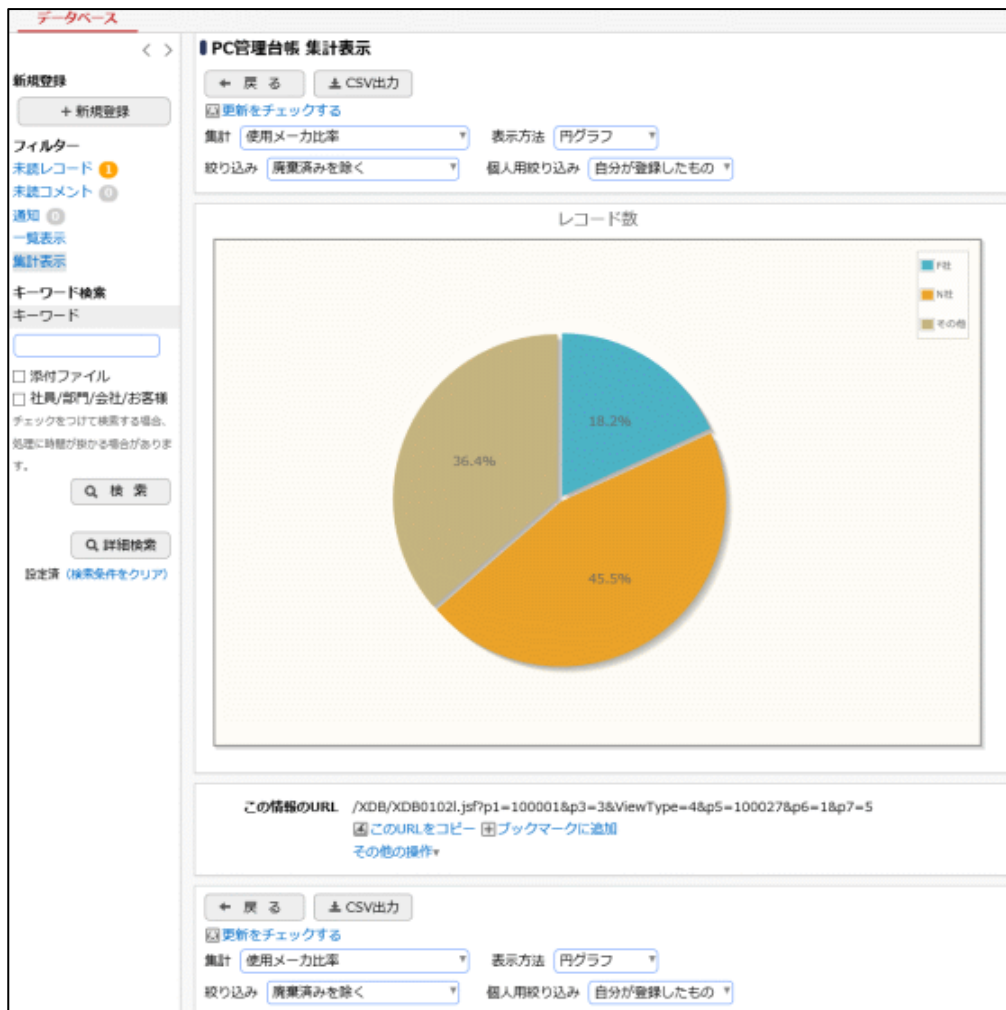 データベース
< >
新規登録
+ 新規登録
フィルター
未読レコード 1
未読コメント 0
通知 0
一覧表示
集計表示
キーワード検索
キーワード
添付ファイル
社員/部門/会社/お客様
チェックをつけて検索する場合、
処理に時間が掛かる場合がありま
す。
検 索
詳細検索
設定済 (検索条件をクリア)
PC管理台帳 集計表示
戻 る CSV出力
更新をチェックする
集計 使用メーカ比率 表示方法 円グラフ
絞り込み 廃棄済みを除く 個人用絞り込み 自分が登録したもの
レコード数
F社
N社
その他
18.2%
36.4%
45.5%
この情報のURL /XDB/XDB0102l.jsf?p1=100001&p3=3&ViewType=4&p5=100027&p6=1&p7=5
このURLをコピー ブックマークに追加
その他の操作
戻 る CSV出力
更新をチェックする
集計 使用メーカ比率 表示方法 円グラフ
絞り込み 廃棄済みを除く 個人用絞り込み 自分が登録したもの